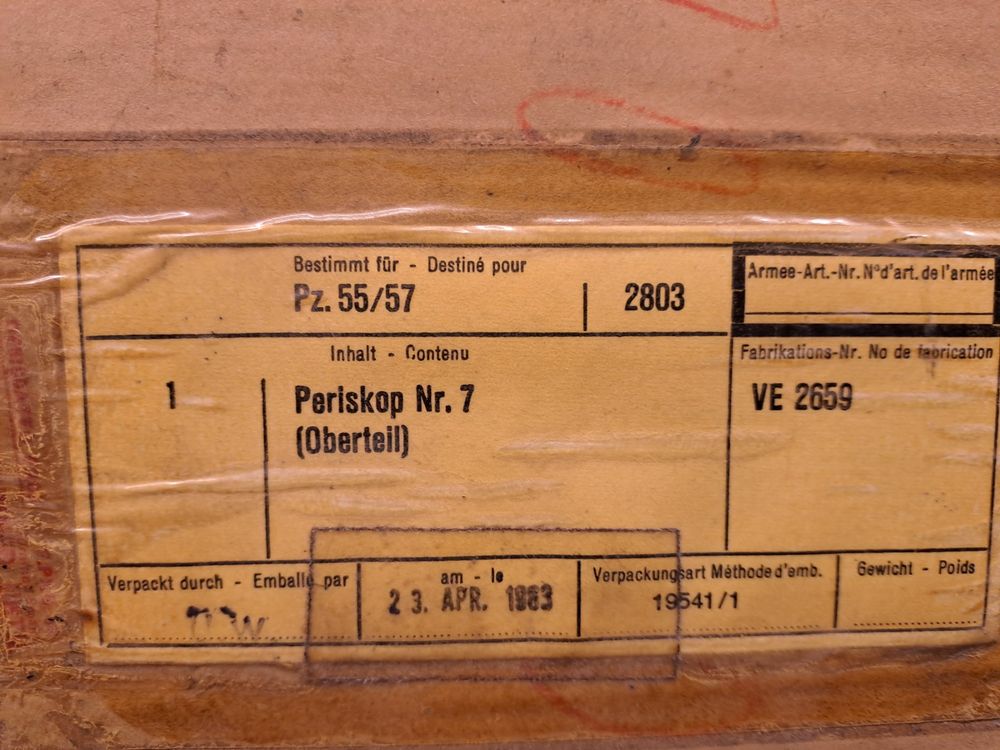 Bestimmt für - Destiné pour
Pz. 55/57 2803
Armee-Art.-Nr. N°d'art. de l'armée
Inhalt - Contenu
1 Periskop Nr. 7
(Oberteil)
Fabrikations-Nr. No de fabrication
VE 2659
Verpackt durch - Emballé par
am - le
23. APR. 1983
Verpackungsart Méthode d'emb.
19541/1
Gewicht - Poids